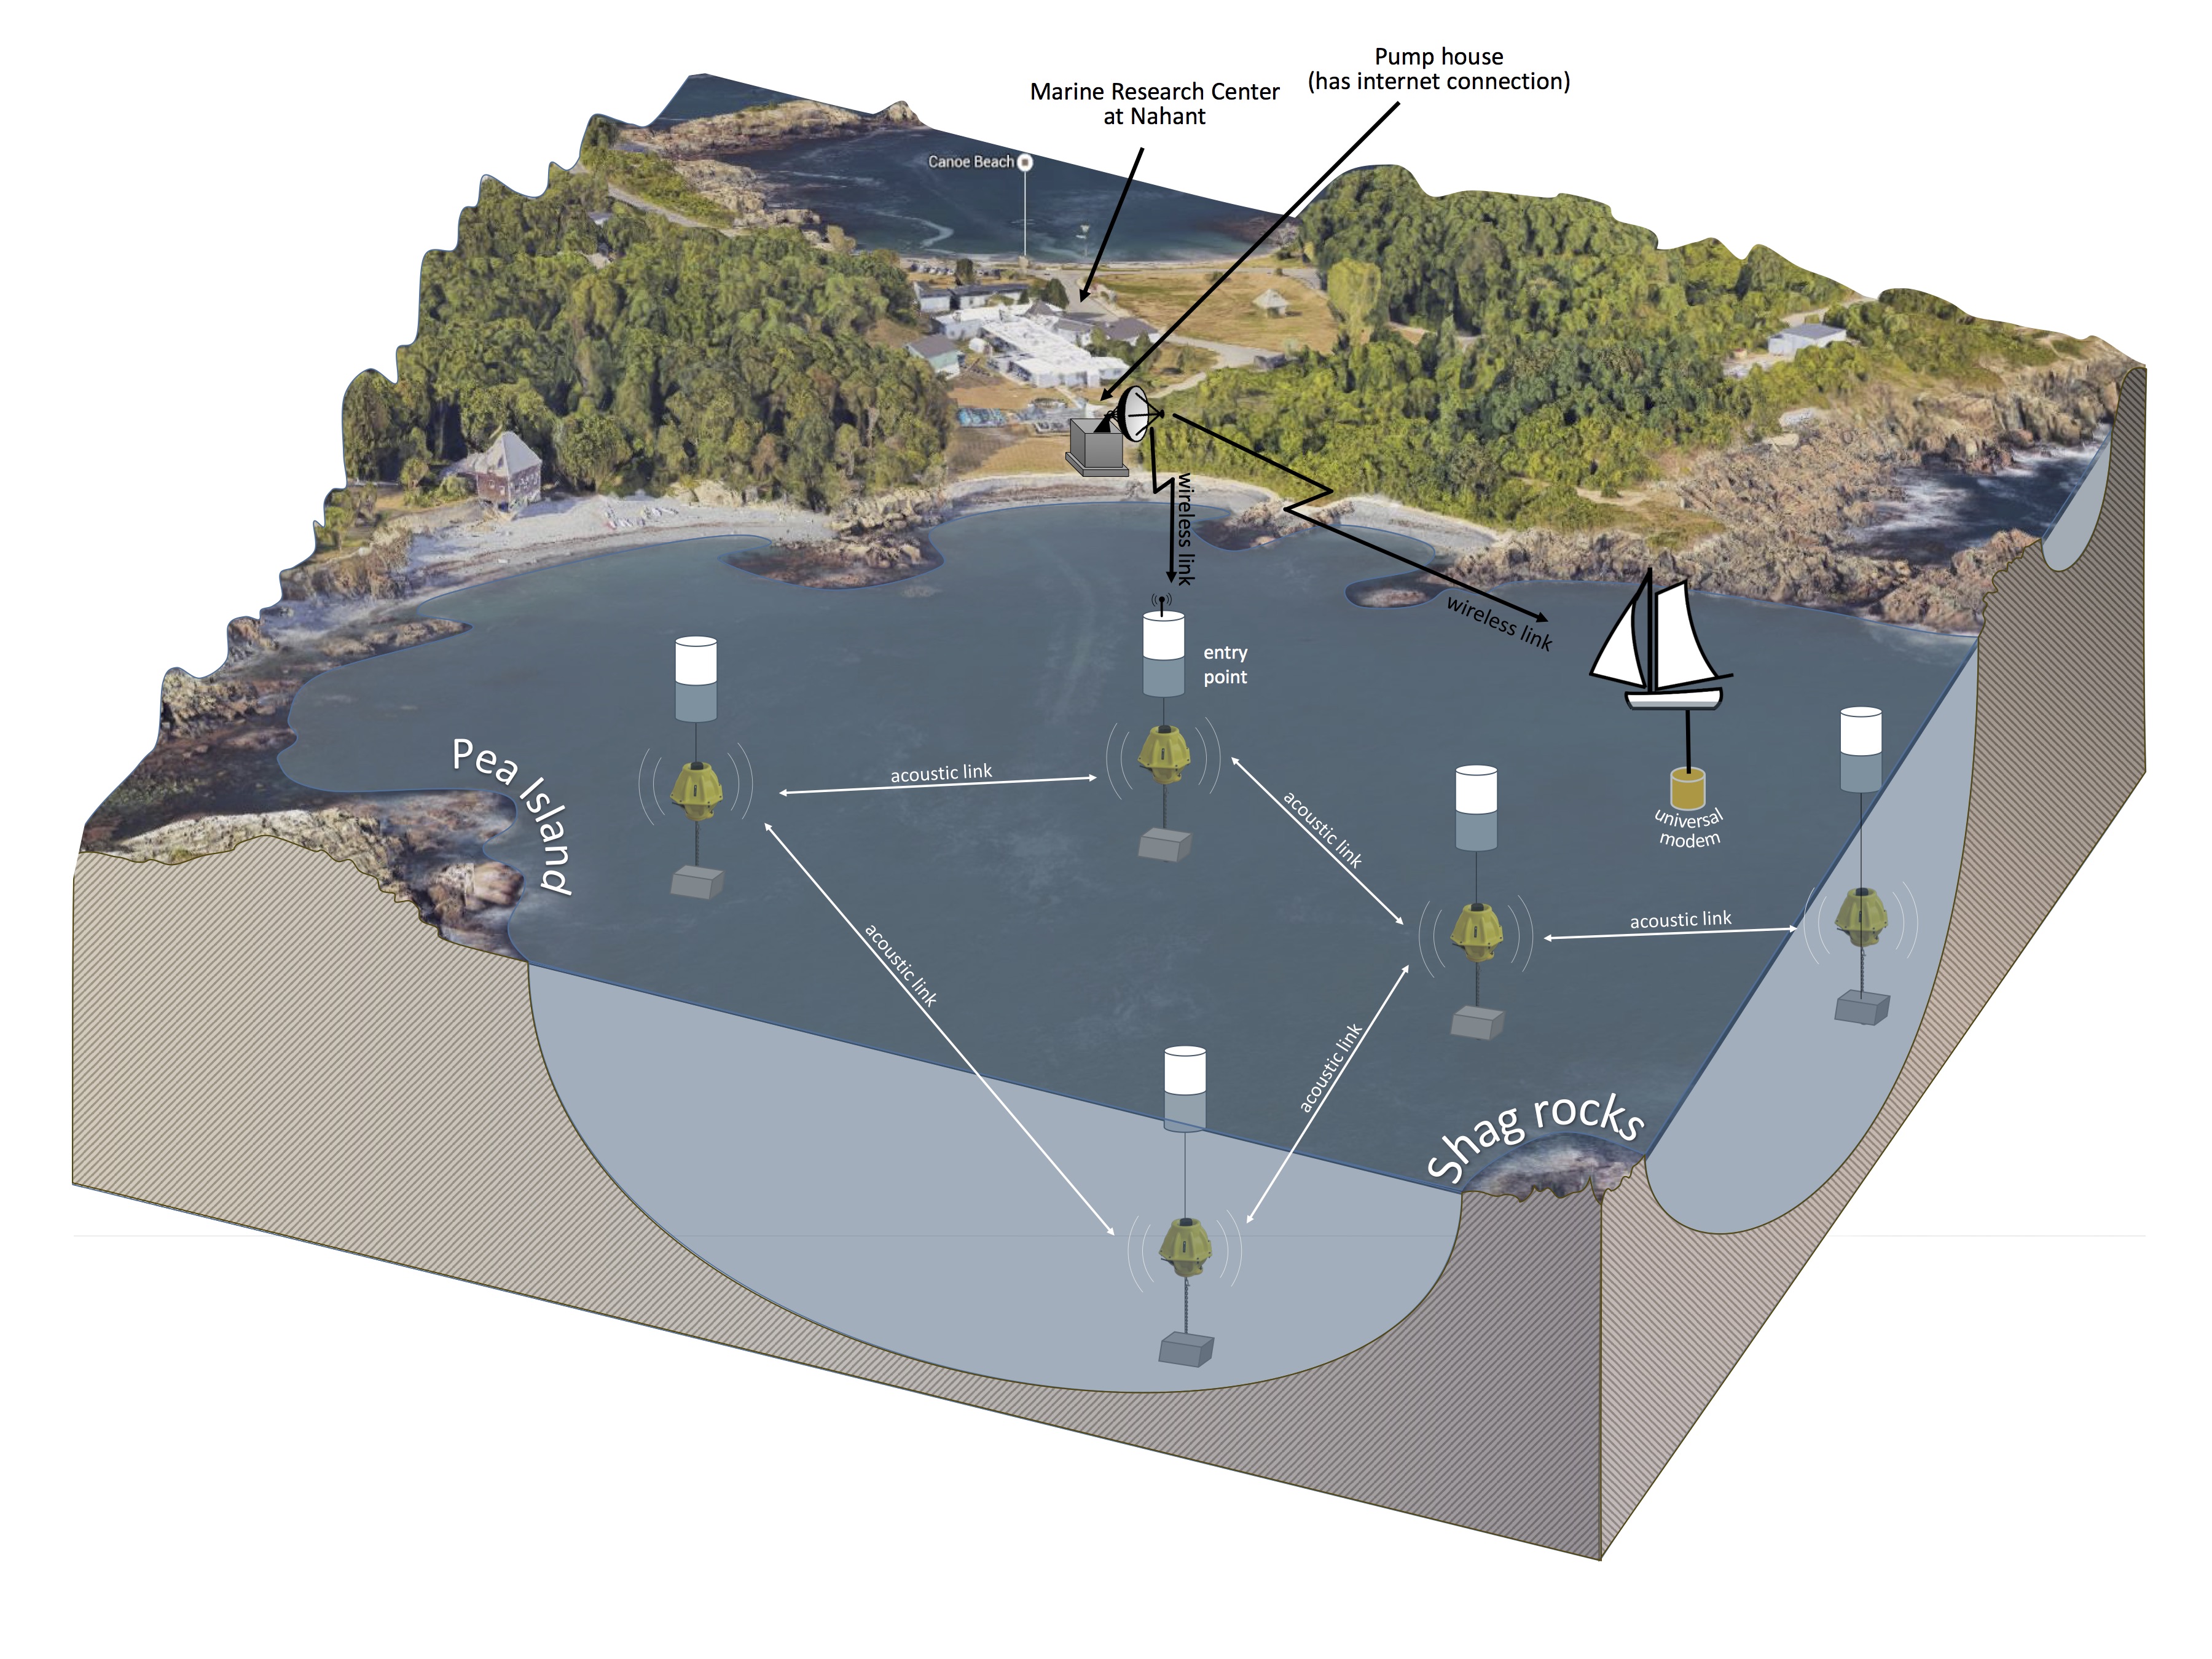 Pump house
(has internet connection)
Marine Research Center
at Nahant
Canoe Beach
wireless link
wireless link
entry
point
Pea Island
acoustic link
acoustic link
universal
modem
acoustic link
acoustic link
acoustic link
Shag rocks